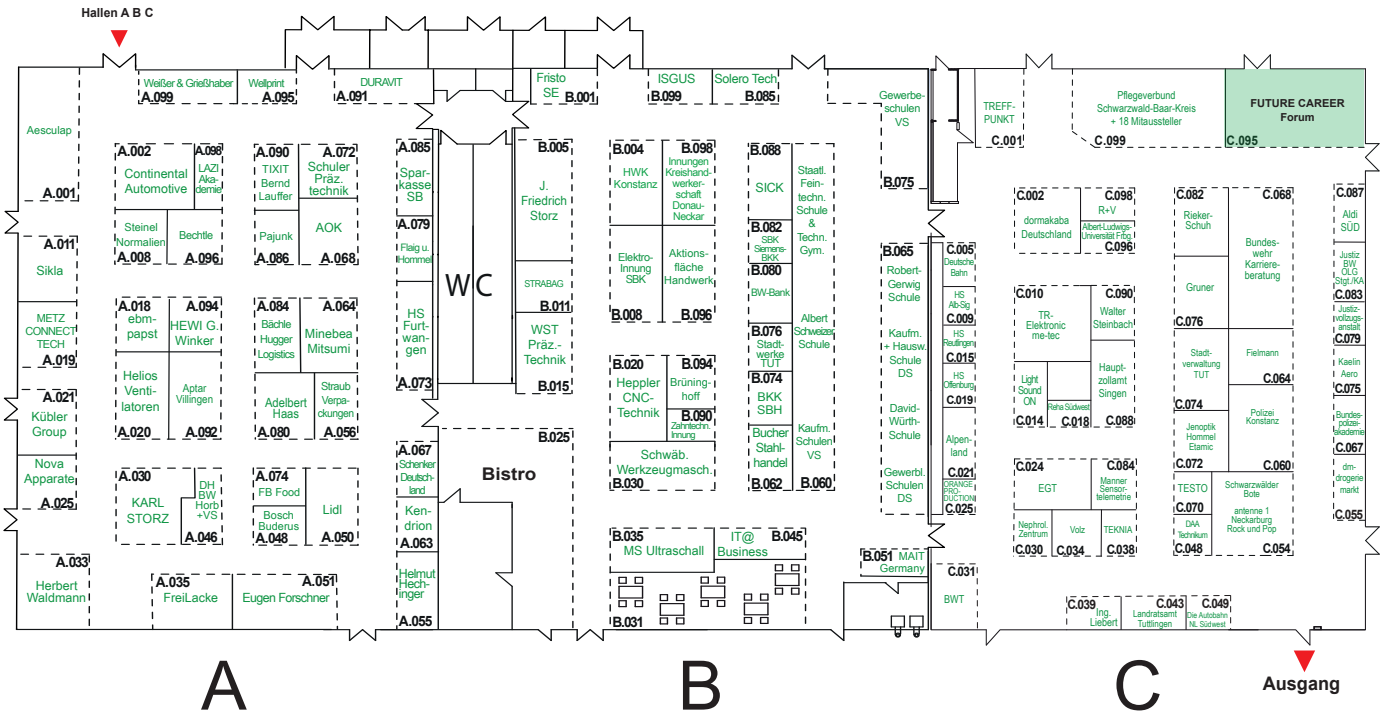 Hallen A B C
Aesculap
A.001
A.011
Sikla
METZ
CONNECT
TECH
A.019
A.021
Kübler
Group
Nova
Apparate
A.025
A.033
Herbert
Waldmann
Weißer & Grießhaber
A.099
Wellprint
A.095
DURAVIT
A.091
A.002
Continental
Automotive
A.098
LAZI
Aka-
demie
Steinel
Normalien
A.008
Bechtle
A.096
A.090
TIXIT
Bernd
Lauffer
A.072
Schuler
Präz.
technik
Pajunk
A.086
AOK
A.068
A.018
ebm-
papst
A.094
HEWI G.
Winker
Helios
Venti-
latoren
A.020
Aptar
Villingen
A.092
A.084
Bächle
Hugger
Logistics
A.064
Minebea
Mitsumi
Adelbert
Haas
A.080
Straub
Verpa-
ckungen
A.056
A.030
KARL
STORZ
DH
BW
Horb
+VS
A.046
A.074
FB Food
Bosch
Buderus
A.048
Lidl
A.050
A.035
FreiLacke
A.051
Eugen Forschner
A.085
Spar-
kasse
SB
A.079
Flaig u.
Hommel
HS
Furt-
wan-
gen
A.073
A.067
Schenker
Deutsch-
land
Ken-
drion
A.063
Helmut
Hech-
inger
A.055
WC
Bistro
B.025
Fristo
SE
B.001
B.005
J.
Friedrich
Storz
STRABAG
B.011
WST
Präz.-
Technik
B.015
ISGUS
B.099
Solero Tech
B.085
Gewerbe-
schulen
VS
B.075
B.004
HWK
Konstanz
B.098
Innungen
Kreishand-
werker-
schaft
Donau-
Neckar
Elektro-
Innung
SBK
B.008
Aktions-
fläche
Handwerk
B.096
B.020
Heppler
CNC-
Technik
B.094
Brüning-
hoff
B.090
Zahntechn.
Innung
Schwäb.
Werkzeugmasch.
B.030
B.035
MS Ultraschall
IT@
Business
B.045
B.031
B.088
SICK
B.082
SBK
Siemens-
BKK
B.080
BW-Bank
B.076
Stadt-
werke
TUT
B.074
BKK
SBH
Bucher
Stahl-
handel
B.062
Staatl.
Fein-
techn.
Schule
&
Techn.
Gym.
Albert
Schweizer
Schule
Kaufm.
Schulen
VS
B.060
B.065
Robert-
Gerwig
Schule
Kaufm.
+ Hausw.
Schule
DS
David-
Würth-
Schule
Gewerbl.
Schulen
DS
B.051
MAIT
Germany
TREFF-
PUNKT
C.001
Pflegeverbund
Schwarzwald-Baar-Kreis
+ 18 Mitaussteller
C.099
FUTURE CAREER
Forum
C.095
C.005
Deutsche
Bahn
HS
Alb-Sig
C.009
HS
Reutlingen
C.015
HS
Offenburg
C.019
Alpen-
land
C.021
ORANGE
PRO-
DUCTION
C.025
C.031
BWT
C.002
dormakaba
Deutschland
C.098
R+V
Albert-Ludwigs-
Universität Frbg.
C.096
C.010
TR-
Elektronic
me-tec
C.090
Walter
Steinbach
Light
Sound
ON
C.014
Reha Südwest
C.018
Haupt-
zollamt
Singen
C.088
C.024
EGT
C.084
Manner
Sensor-
telemetrie
Nephrol.
Zentrum
C.030
Volz
C.034
TEKNIA
C.038
C.039
Ing.
Liebert
C.043
Landratsamt
Tuttlingen
C.049
Die Autobahn
NL Südwest
C.082
Rieker-
Schuh
C.068
Bundes-
wehr
Karriere-
beratung
Gruner
C.076
Stadt-
verwaltung
TUT
C.074
Fielmann
C.064
Jenoptik
Hommel
Etamic
C.072
Polizei
Konstanz
C.060
TESTO
C.070
DAA
Technikum
C.048
Schwarzwälder
Bote
antenne 1
Neckarburg
Rock und Pop
C.054
C.087
Aldi
SÜD
Justiz
BW
OLG
Stgt./KA
C.083
Justiz-
vollzugs-
anstalt
C.079
Kaelin
Aero
C.075
Bundes-
polizei-
akademie
C.067
dm-
drogerie
markt
C.055
A
B
C
Ausgang